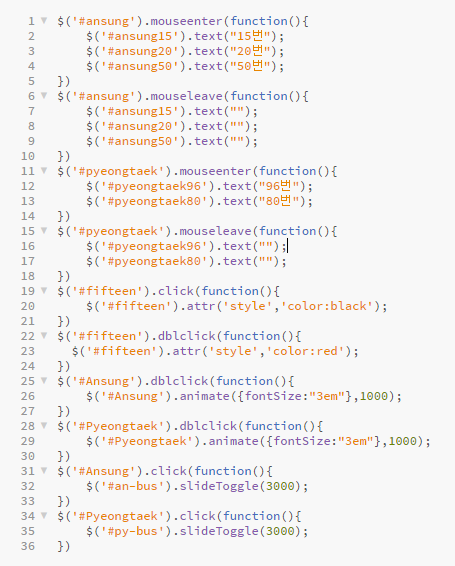 1 $('#ansung').mouseenter(function(){
2     $('#ansung15').text("15번");
3     $('#ansung20').text("20번");
4     $('#ansung50').text("50번");
5 })
6 $('#ansung').mouseleave(function(){
7     $('#ansung15').text("");
8     $('#ansung20').text("");
9     $('#ansung50').text("");
10 })
11 $('#pyeongtaek').mouseenter(function(){
12     $('#pyeongtaek96').text("96번");
13     $('#pyeongtaek80').text("80번");
14 })
15 $('#pyeongtaek').mouseleave(function(){
16     $('#pyeongtaek96').text("");
17     $('#pyeongtaek80').text("");
18 })
19 $('#fifteen').click(function(){
20     $('#fifteen').attr('style','color:black');
21 })
22 $('#fifteen').dblclick(function(){
23   $('#fifteen').attr('style','color:red');
24 })
25 $('#Ansung').dblclick(function(){
26     $('#Ansung').animate({fontSize:"3em"},1000);
27 })
28 $('#Pyeongtaek').dblclick(function(){
29     $('#Pyeongtaek').animate({fontSize:"3em"},1000);
30 })
31 $('#Ansung').click(function(){
32     $('#an-bus').slideToggle(3000);
33 })
34 $('#Pyeongtaek').click(function(){
35     $('#py-bus').slideToggle(3000);
36 })